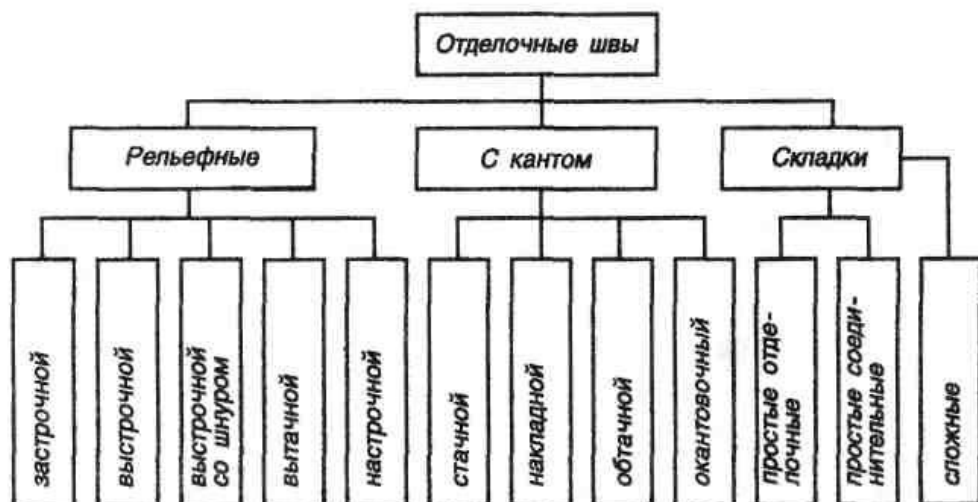 Отделочные швы
Рельефные
С кантом
Складки
застрочной
выстрочной
выстрочной
со шнуром
вытачной
настрочной
стачной
накладной
обтачной
окантовочный
простые отде-
лочные
простые соеди-
нительные
сложные